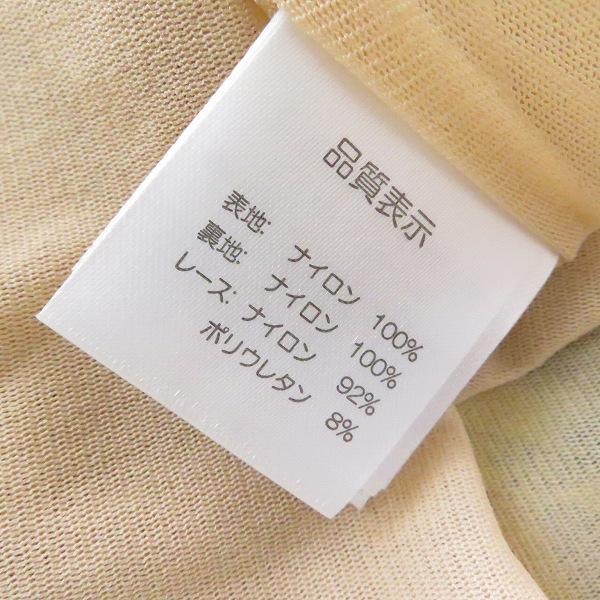 品質表示
表地: ナイロン 100%
裏地: ナイロン 100%
レース: ナイロン 92%
ポリウレタン 8%